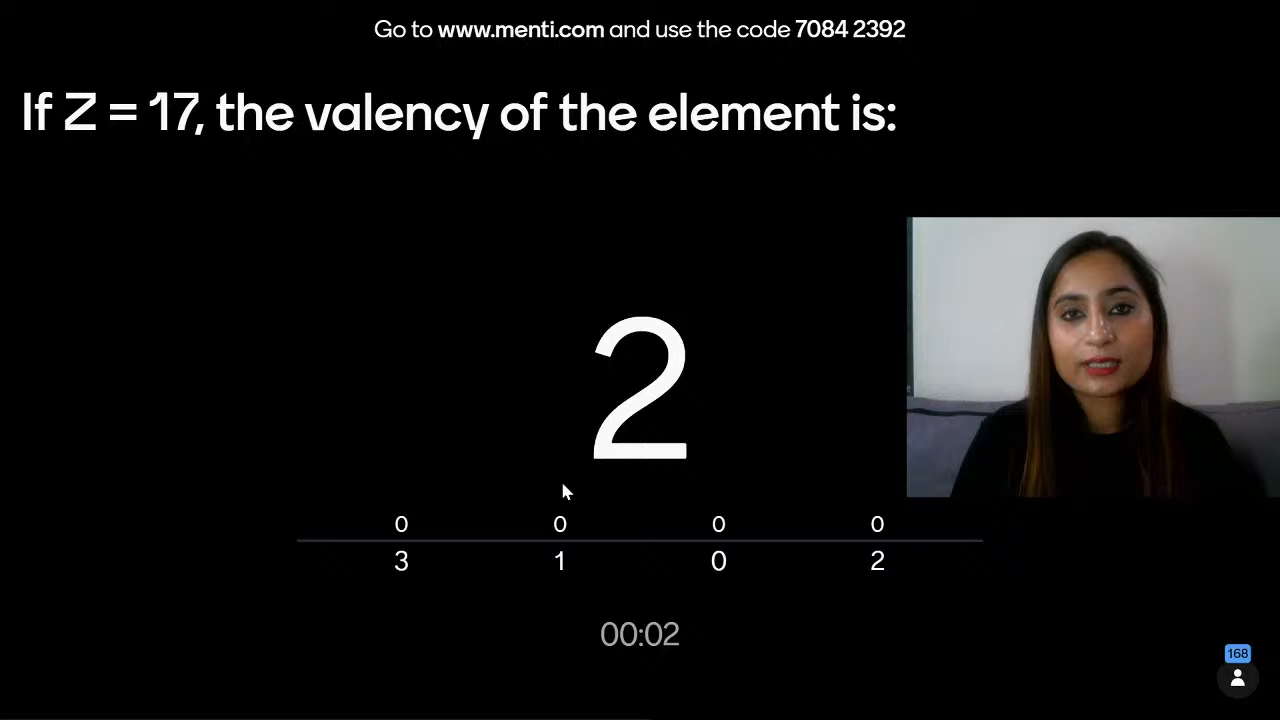 Go to www.menti.com and use the code 7084 2392
If Z = 17, the valency of the element is:
2
0 0 0 0
3 1 0 2
00:02
168